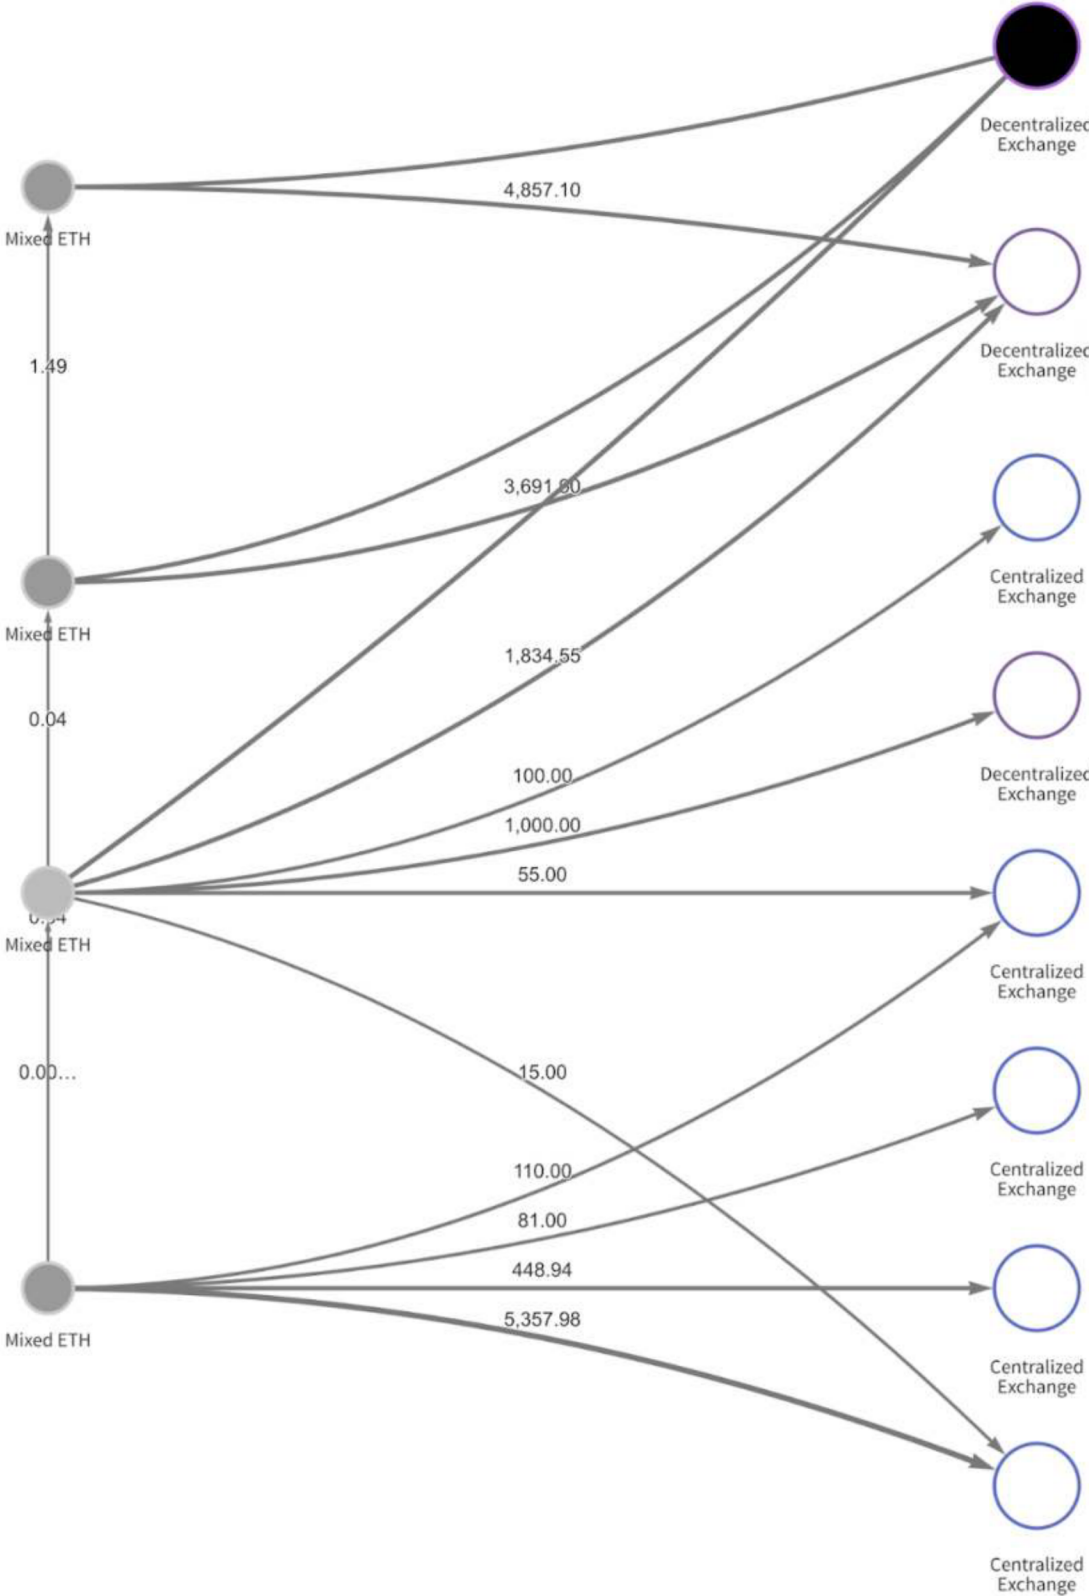 Decentralized
Exchange
4,857.10
Mixed ETH
Decentralized
Exchange
1.49
3,691.80
Centralized
Exchange
Mixed ETH
1,834.55
0.04
100.00
Decentralized
Exchange
1,000.00
55.00
Mixed ETH
Centralized
Exchange
0.00…
15.00
110.00
Centralized
Exchange
81.00
448.94
5,357.98
Mixed ETH
Centralized
Exchange
Centralized
Exchange